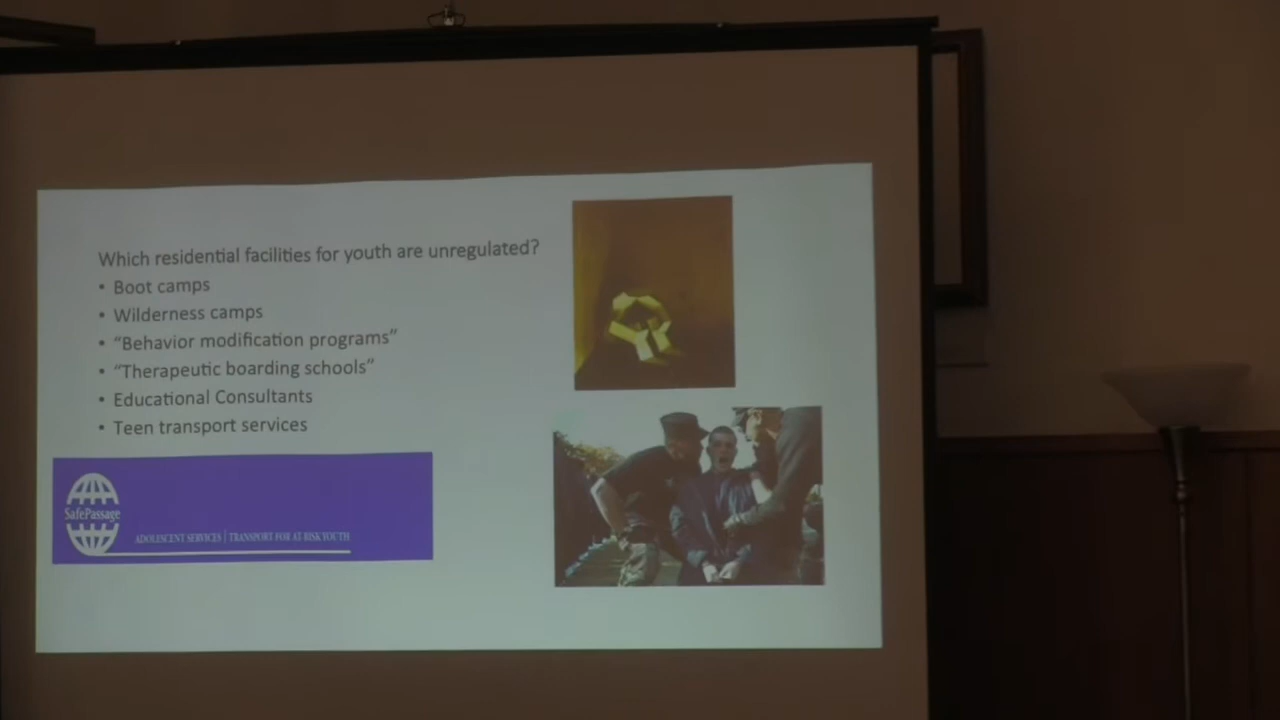 Which residential facilities for youth are unregulated?
• Boot camps
• Wilderness camps
• “Behavior modification programs”
• “Therapeutic boarding schools”
• Educational Consultants
• Teen transport services
SafePassage
ADOLESCENT SERVICES | TRANSPORT FOR AT-RISK YOUTH